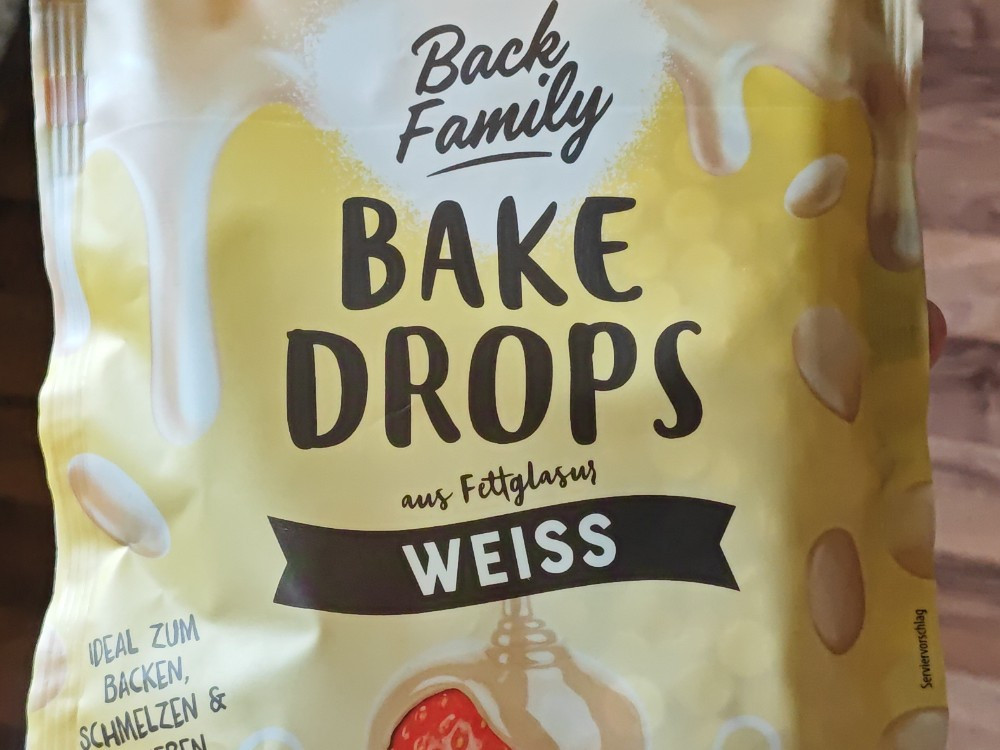 Back
Family
BAKE
DROPS
aus Fettglasur
WEISS
IDEAL ZUM
BACKEN,
SCHMELZEN &
Serviervorschlag